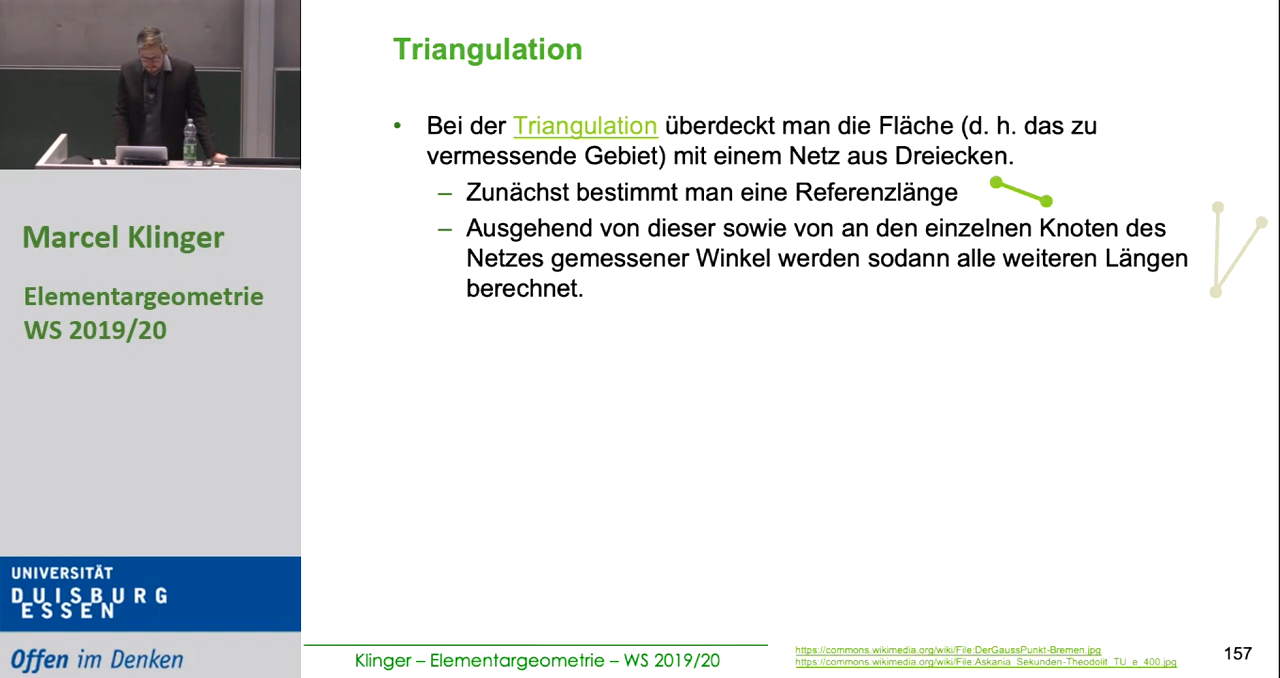 Triangulation
• Bei der Triangulation überdeckt man die Fläche (d. h. das zu
vermessende Gebiet) mit einem Netz aus Dreiecken.
– Zunächst bestimmt man eine Referenzlänge
– Ausgehend von dieser sowie von an den einzelnen Knoten des
Netzes gemessener Winkel werden sodann alle weiteren Längen
berechnet.
Marcel Klinger
Elementargeometrie
WS 2019/20
UNIVERSITÄT
DUISBURG
ESSEN
Offen im Denken
Klinger – Elementargeometrie – WS 2019/20
https://commons.wikimedia.org/wiki/File:DerGaussPunkt-Bremen.jpg
https://commons.wikimedia.org/wiki/File:Askania_Sekunden-Theodolit_TU_e_400.jpg
157